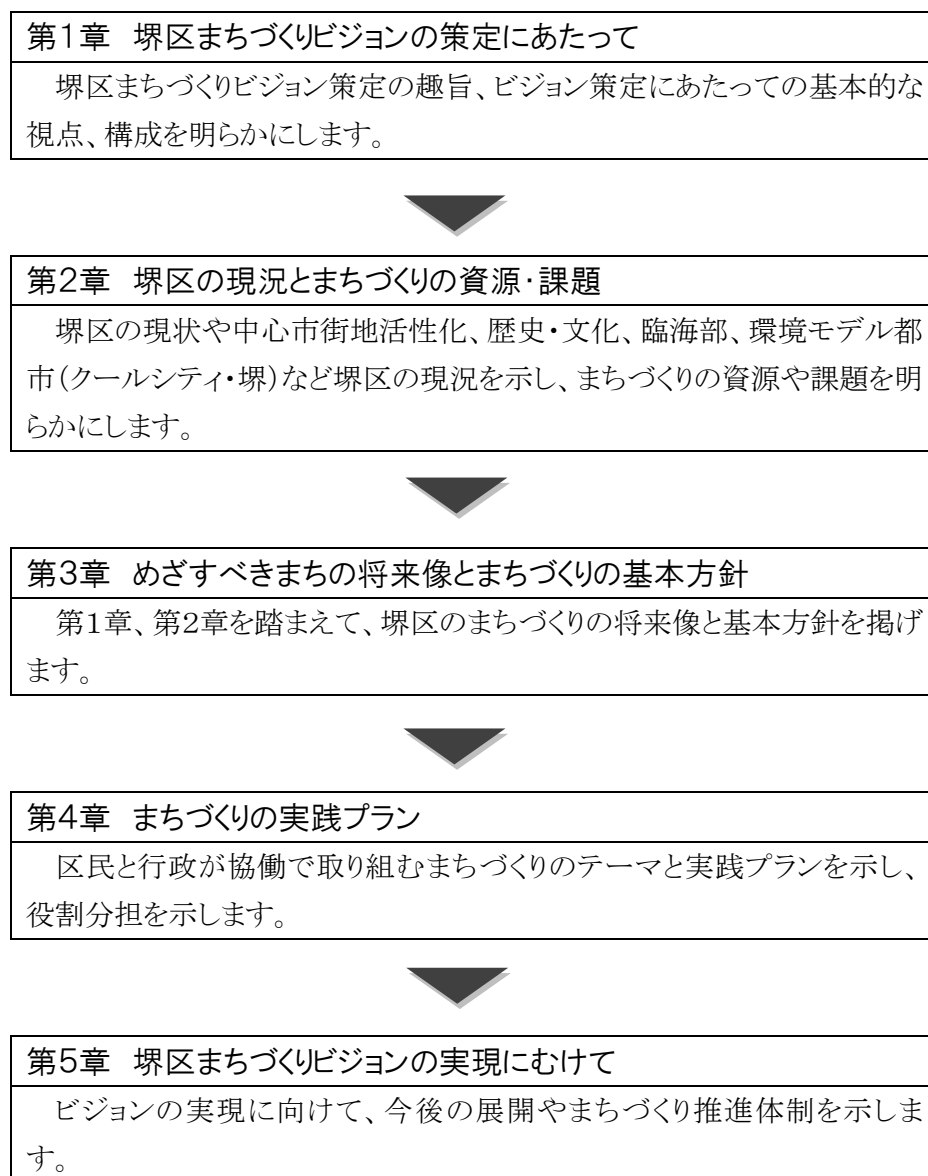 第1章 堺区まちづくりビジョンの策定にあたって
堺区まちづくりビジョン策定の趣旨、ビジョン策定にあたっての基本的な
視点、構成を明らかにします。
第2章 堺区の現況とまちづくりの資源・課題
堺区の現状や中心市街地活性化、歴史・文化、臨海部、環境モデル都
市(クールシティ・堺)など堺区の現況を示し、まちづくりの資源や課題を明
らかにします。
第3章 めざすべきまちの将来像とまちづくりの基本方針
第1章、第2章を踏まえて、堺区のまちづくりの将来像と基本方針を掲げ
ます。
第4章 まちづくりの実践プラン
区民と行政が協働で取り組むまちづくりのテーマと実践プランを示し、
役割分担を示します。
第5章 堺区まちづくりビジョンの実現にむけて
ビジョンの実現に向けて、今後の展開やまちづくり推進体制を示しま
す。